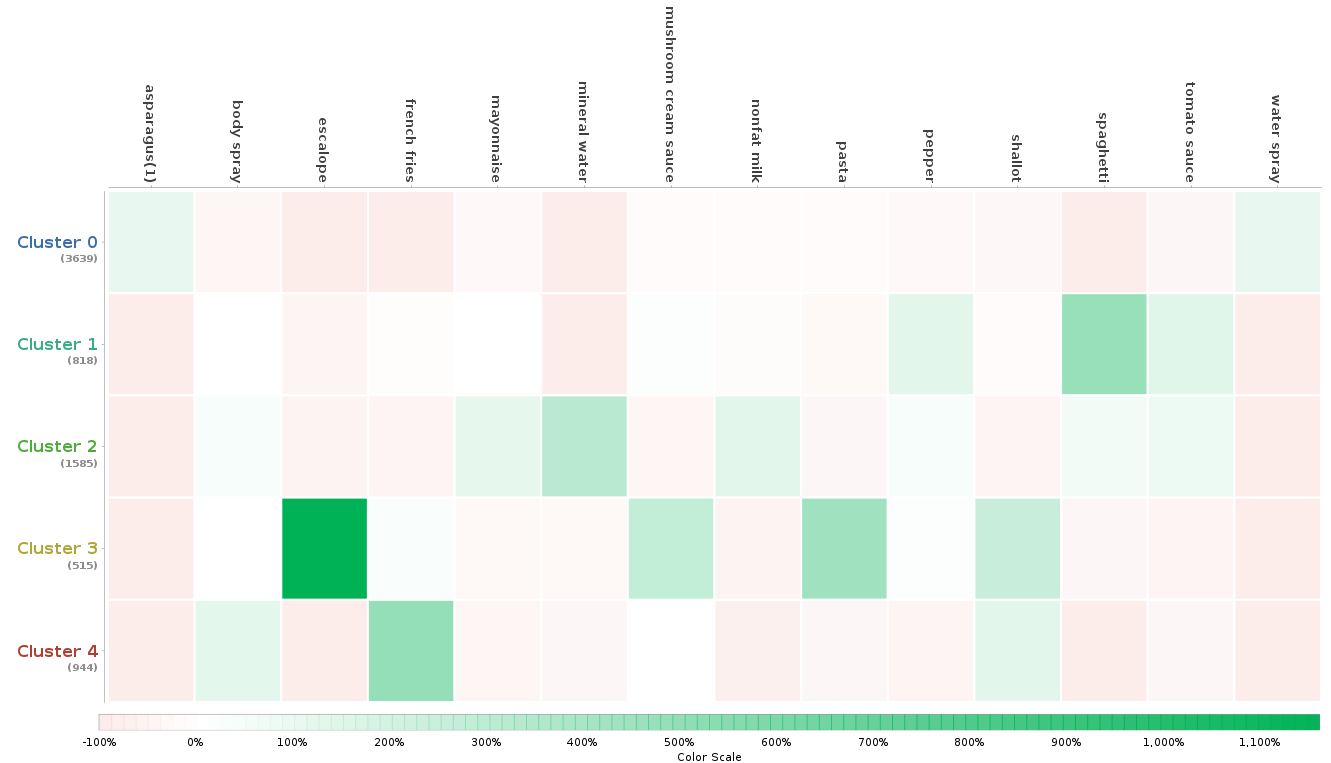 asparagus(1)
body spray
escalope
french fries
mayonnaise
mineral water
mushroom cream sauce
nonfat milk
pasta
pepper
shallot
spaghetti
tomato sauce
water spray
Cluster 0
(3639)
Cluster 1
(818)
Cluster 2
(1585)
Cluster 3
(515)
Cluster 4
(944)
-100% 0% 100% 200% 300% 400% 500% 600% 700% 800% 900% 1,000% 1,100%
Color Scale